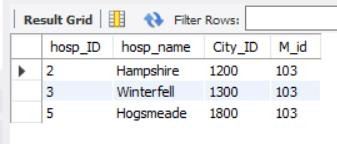 Result Grid Filter Rows:
hosp_ID hosp_name City_ID M_id
2 Hampshire 1200 103
3 Winterfell 1300 103
5 Hogsmeade 1800 103